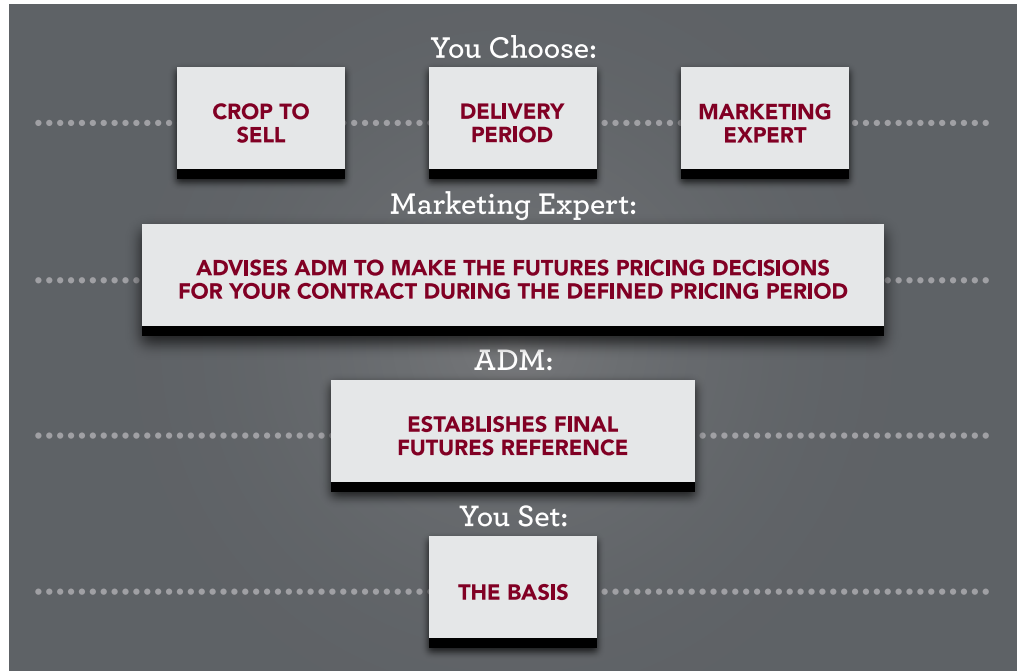 You Choose:
CROP TO
SELL
DELIVERY
PERIOD
MARKETING
EXPERT
Marketing Expert:
ADVISES ADM TO MAKE THE FUTURES PRICING DECISIONS
FOR YOUR CONTRACT DURING THE DEFINED PRICING PERIOD
ADM:
ESTABLISHES FINAL
FUTURES REFERENCE
You Set:
THE BASIS